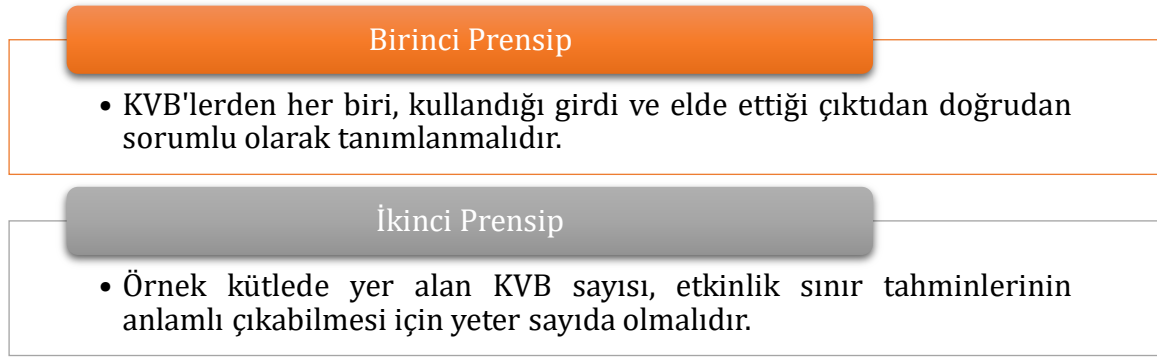 Birinci Prensip
• KVB'lerden her biri, kullandığı girdi ve elde ettiği çıktıdan doğrudan
sorumlu olarak tanımlanmalıdır.
İkinci Prensip
• Örnek kütlede yer alan KVB sayısı, etkinlik sınır tahminlerinin
anlamlı çıkabilmesi için yeter sayıda olmalıdır.